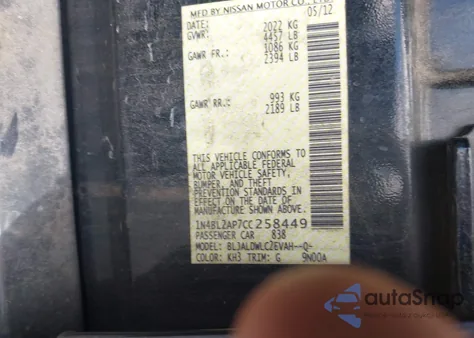 MFD BY NISSAN MOTOR CO., LTD.
DATE: 05/12
GVWR: 2022 KG
4457 LB
GAWR FR.: 1086 KG
2394 LB
GAWR RR.: 993 KG
2189 LB
THIS VEHICLE CONFORMS TO
ALL APPLICABLE FEDERAL
MOTOR VEHICLE SAFETY,
BUMPER, AND THEFT
PREVENTION STANDARDS IN
EFFECT ON THE DATE OF
MANUFACTURE SHOWN ABOVE.
1N4BL2AP7CC258449
PASSENGER CAR 838
MODEL: BLJALDWLCZEVAH--Q-
COLOR: KH3 TRIM: G 9N00A
autaSnap